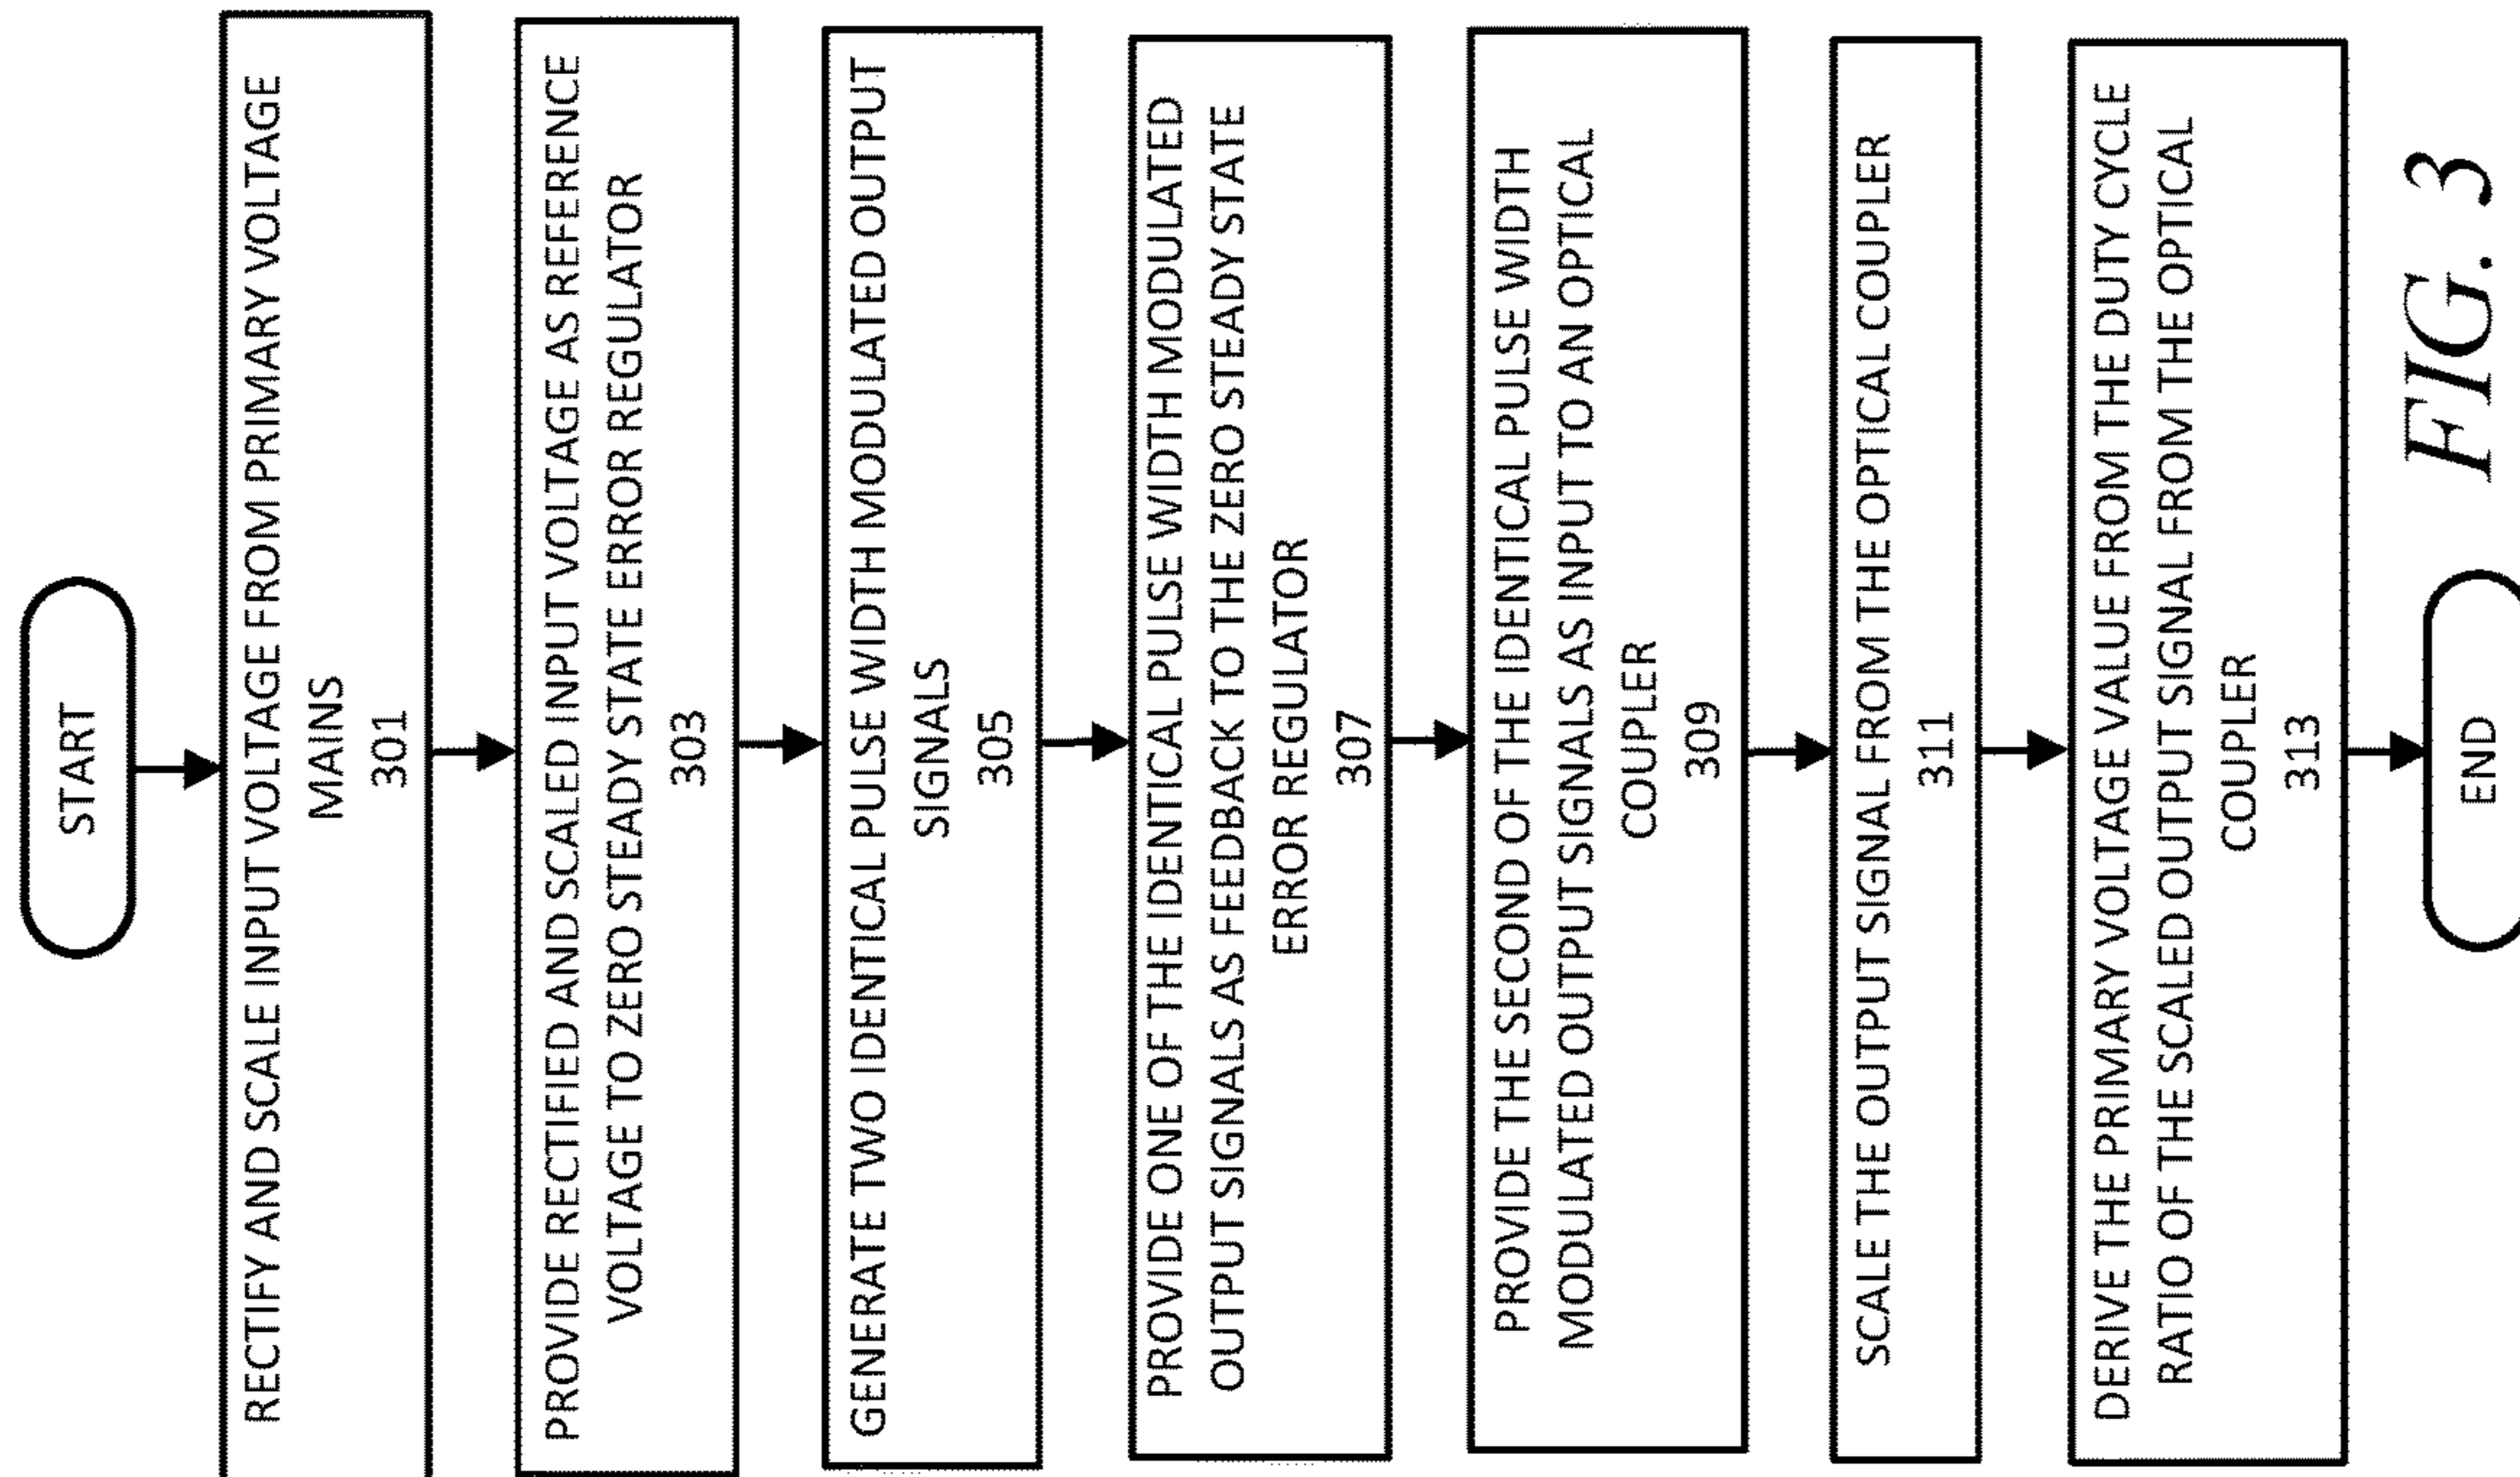 START
RECTIFY AND SCALE INPUT VOLTAGE FROM PRIMARY VOLTAGE
MAINS
301
PROVIDE RECTIFIED AND SCALED INPUT VOLTAGE AS REFERENCE
VOLTAGE TO ZERO STEADY STATE ERROR REGULATOR
303
GENERATE TWO IDENTICAL PULSE WIDTH MODULATED OUTPUT
SIGNALS
305
PROVIDE ONE OF THE IDENTICAL PULSE WIDTH MODULATED
OUTPUT SIGNALS AS FEEDBACK TO THE ZERO STEADY STATE
ERROR REGULATOR
307
PROVIDE THE SECOND OF THE IDENTICAL PULSE WIDTH
MODULATED OUTPUT SIGNALS AS INPUT TO AN OPTICAL
COUPLER
309
SCALE THE OUTPUT SIGNAL FROM THE OPTICAL COUPLER
311
DERIVE THE PRIMARY VOLTAGE VALUE FROM THE DUTY CYCLE
RATIO OF THE SCALED OUTPUT SIGNAL FROM THE OPTICAL
COUPLER
313
END
FIG. 3